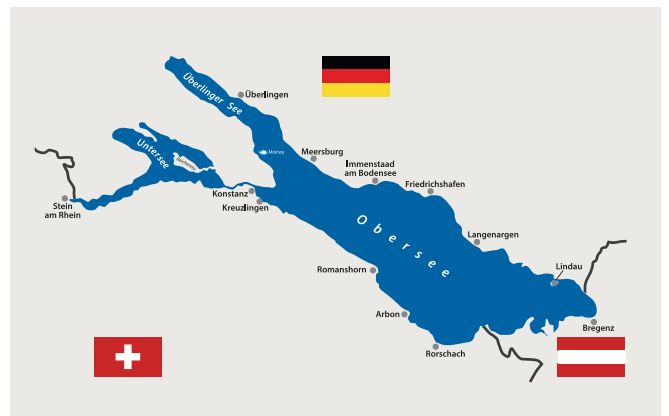 Überlinger See
Überlingen
Untersee
Reichenau
Mainau
Meersburg
Immenstaad
am Bodensee
Friedrichshafen
Stein
am Rhein
Konstanz
Kreuzlingen
Obersee
Langenargen
Romanshorn
Lindau
Arbon
Bregenz
Rorschach